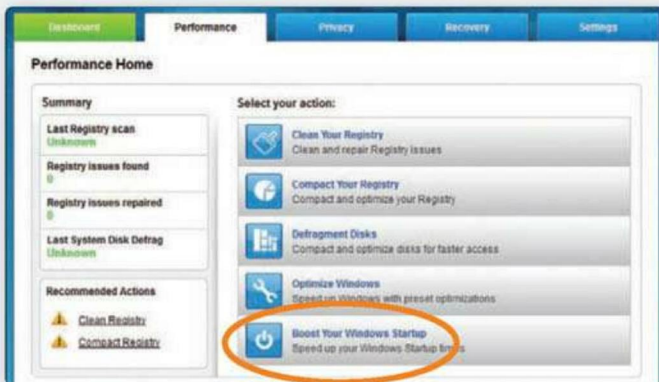 Dashboard
Performance
Privacy
Recovery
Settings
Performance Home
Summary
Last Registry scan
Unknown
Registry issues found
0
Registry issues repaired
0
Last System Disk Defrag
Unknown
Recommended Actions
Clean Registry
Compact Registry
Select your action:
Clean Your Registry
Clean and repair Registry issues
Compact Your Registry
Compact and optimize your Registry
Defragment Disks
Compact and optimize disks for faster access
Optimize Windows
Speed up Windows with preset optimizations
Boost Your Windows Startup
Speed up your Windows Startup times